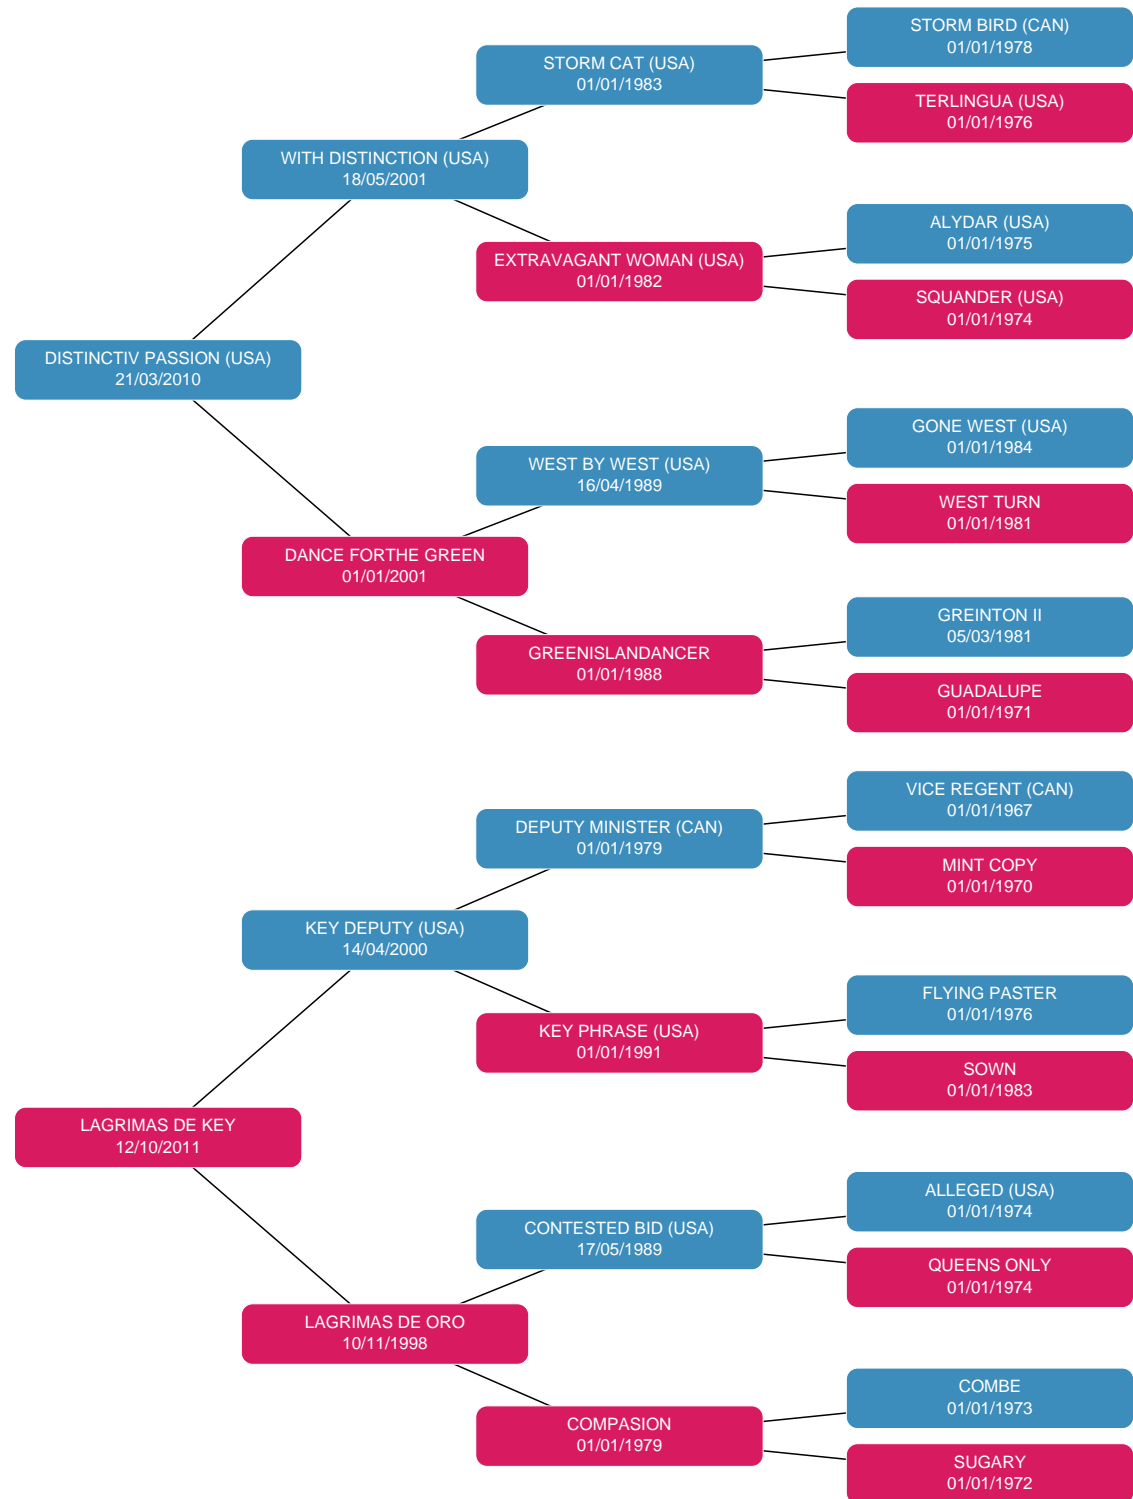 STORM BIRD (CAN)
01/01/1978
STORM CAT (USA)
01/01/1983
TERLINGUA (USA)
01/01/1976
WITH DISTINCTION (USA)
18/05/2001
ALYDAR (USA)
01/01/1975
EXTRAVAGANT WOMAN (USA)
01/01/1982
SQUANDER (USA)
01/01/1974
DISTINCTIV PASSION (USA)
21/03/2010
GONE WEST (USA)
01/01/1984
WEST BY WEST (USA)
16/04/1989
WEST TURN
01/01/1981
DANCE FORTHE GREEN
01/01/2001
GREINTON II
05/03/1981
GREENISLANDANCER
01/01/1988
GUADALUPE
01/01/1971
VICE REGENT (CAN)
01/01/1967
DEPUTY MINISTER (CAN)
01/01/1979
MINT COPY
01/01/1970
KEY DEPUTY (USA)
14/04/2000
FLYING PASTER
01/01/1976
KEY PHRASE (USA)
01/01/1991
SOWN
01/01/1983
LAGRIMAS DE KEY
12/10/2011
ALLEGED (USA)
01/01/1974
CONTESTED BID (USA)
17/05/1989
QUEENS ONLY
01/01/1974
LAGRIMAS DE ORO
10/11/1998
COMBE
01/01/1973
COMPASION
01/01/1979
SUGARY
01/01/1972